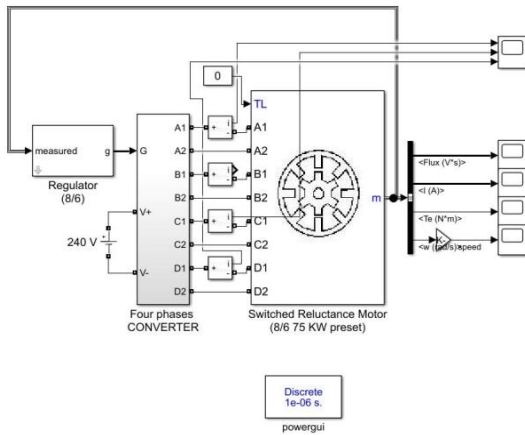 0
TL
measured
g
G
A1
A2
B1
B2
C1
C2
D1
D2
+
i
-
+
i
-
+
i
-
+
i
-
A1
A2
B1
B2
C1
C2
D1
D2
m
Regulator
(8/6)
V+
240 V
+
V-
Four phases
CONVERTER
Switched Reluctance Motor
(8/6 75 KW preset)
<Flux (V*s)>
<I (A)>
<Te (N*m)>
K-
<w (rad/s)>
speed
Discrete
1e-06 s.
powergui